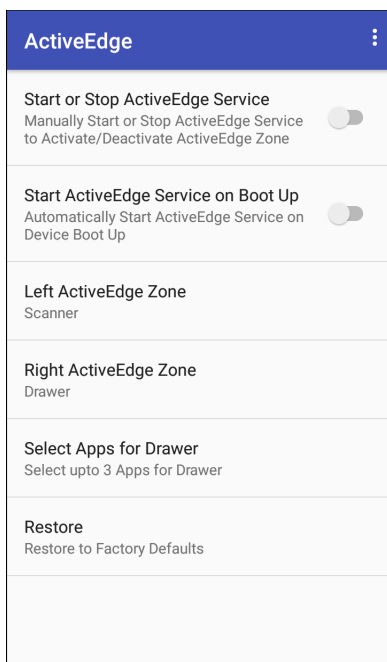 ActiveEdge
Start or Stop ActiveEdge Service
Manually Start or Stop ActiveEdge Service
to Activate/Deactivate ActiveEdge Zone
Start ActiveEdge Service on Boot Up
Automatically Start ActiveEdge Service on
Device Boot Up
Left ActiveEdge Zone
Scanner
Right ActiveEdge Zone
Drawer
Select Apps for Drawer
Select upto 3 Apps for Drawer
Restore
Restore to Factory Defaults